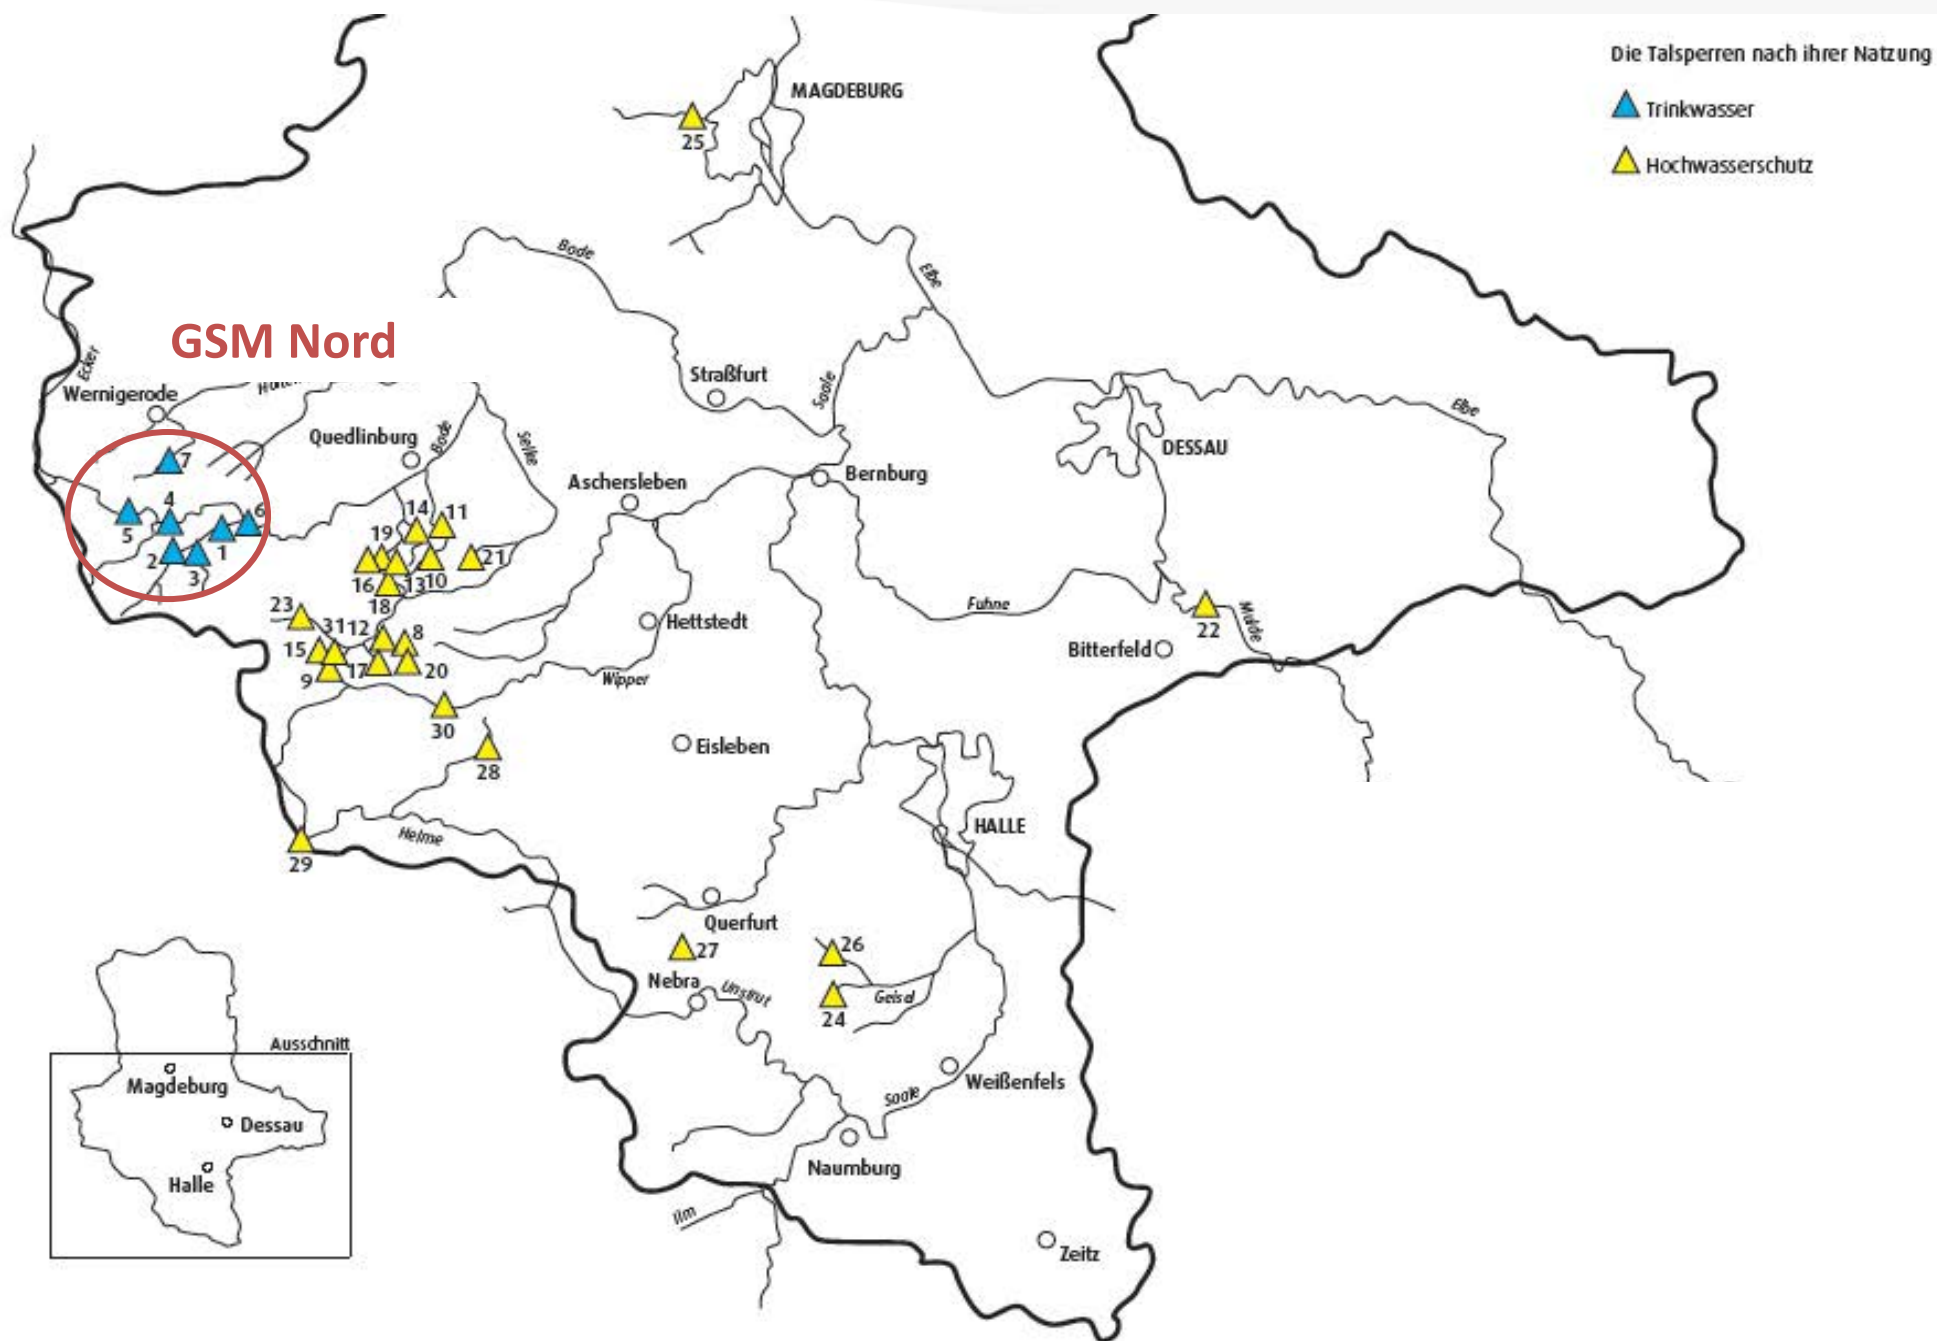 Die Talsperren nach ihrer Natzung
Trinkwasser
Hochwasserschutz
MAGDEBURG
25
Bode
Elbe
GSM Nord
Ecker
Wernigerode
Straßfurt
Saale
Elbe
Quedlinburg
Bode
Selke
DESSAU
7
Aschersleben
Bernburg
4
6
14
11
5
19
1
2
21
3
16
13
10
18
Fuhne
Mulde
23
31
12
8
Hettstedt
22
15
Bitterfeld
9
17
20
Wipper
30
Eisleben
28
HALLE
Helme
29
Querfurt
27
26
Nebra
Unstrut
Geisal
24
Ausschnitt
Magdeburg
Weißenfels
Saale
Dessau
Naumburg
Halle
Ilm
Zeitz